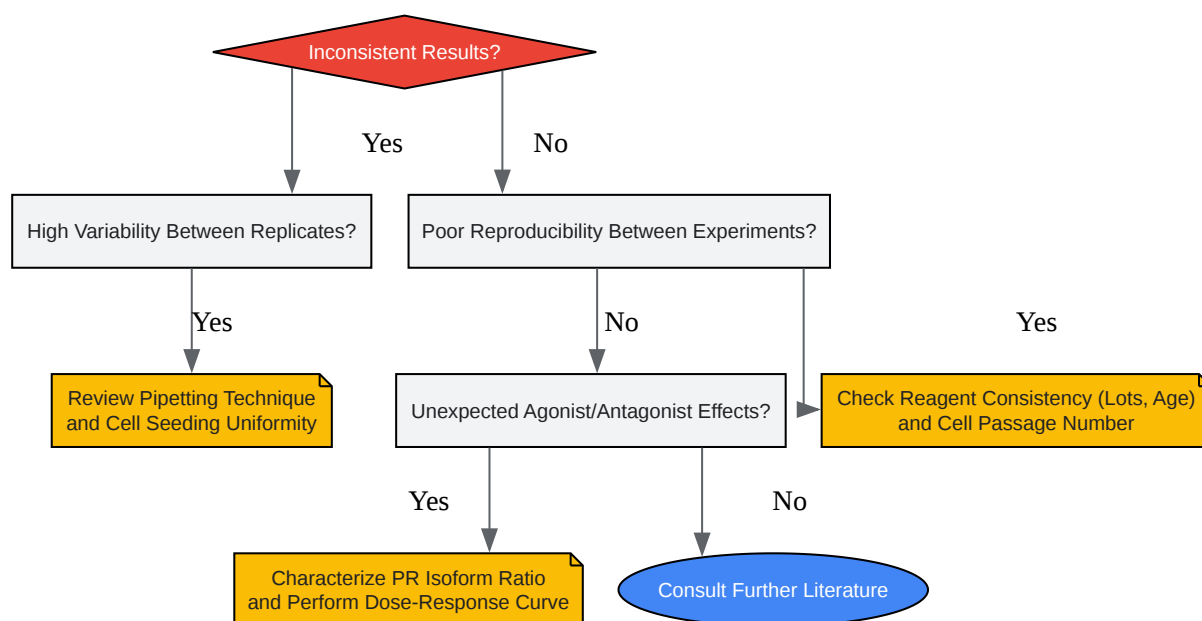 Inconsistent Results?
Yes
No
High Variability Between Replicates?
Poor Reproducibility Between Experiments?
Yes
No
Yes
Review Pipetting Technique
and Cell Seeding Uniformity
Unexpected Agonist/Antagonist Effects?
Check Reagent Consistency (Lots, Age)
and Cell Passage Number
Yes
No
Characterize PR Isoform Ratio
and Perform Dose-Response Curve
Consult Further Literature